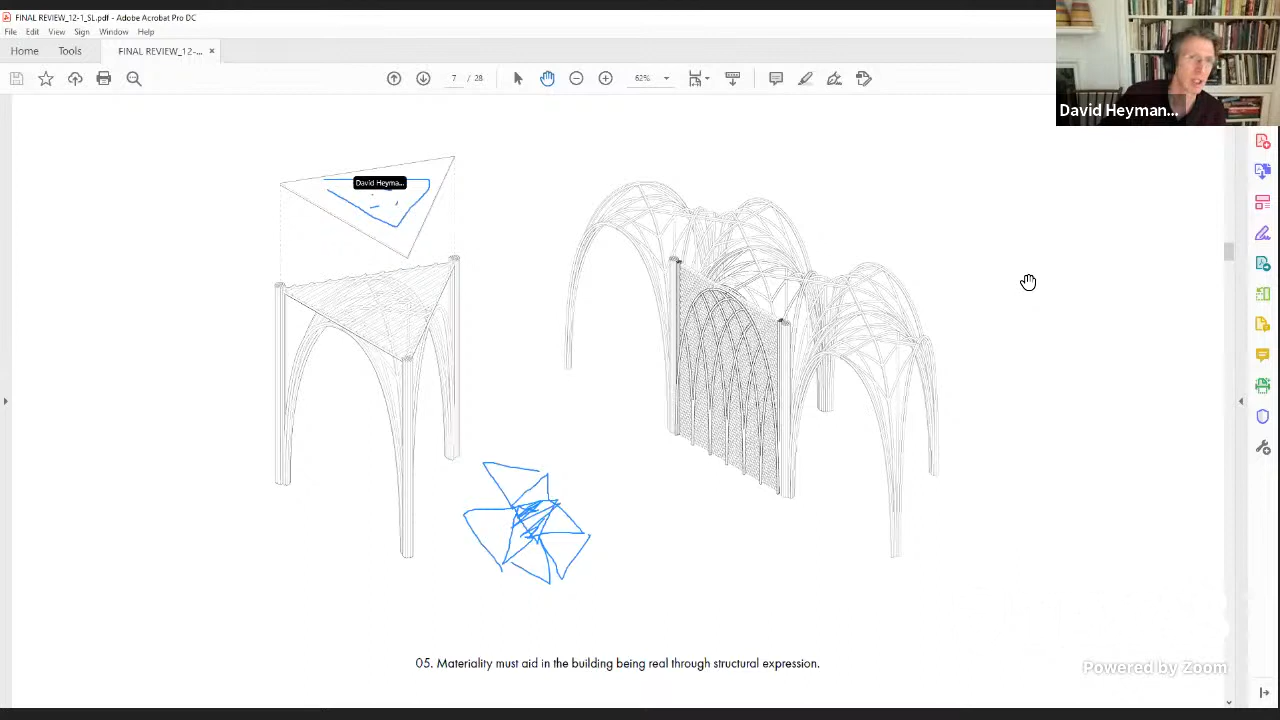 FINAL REVIEW_12-1_SL.pdf - Adobe Acrobat Pro DC
File Edit View Sign Window Help
Home Tools FINAL REVIEW_12-... ×
7 / 28 62%
David Heyman...
David Heyma...
05. Materiality must aid in the building being real through structural expression.
Powered by Zoom